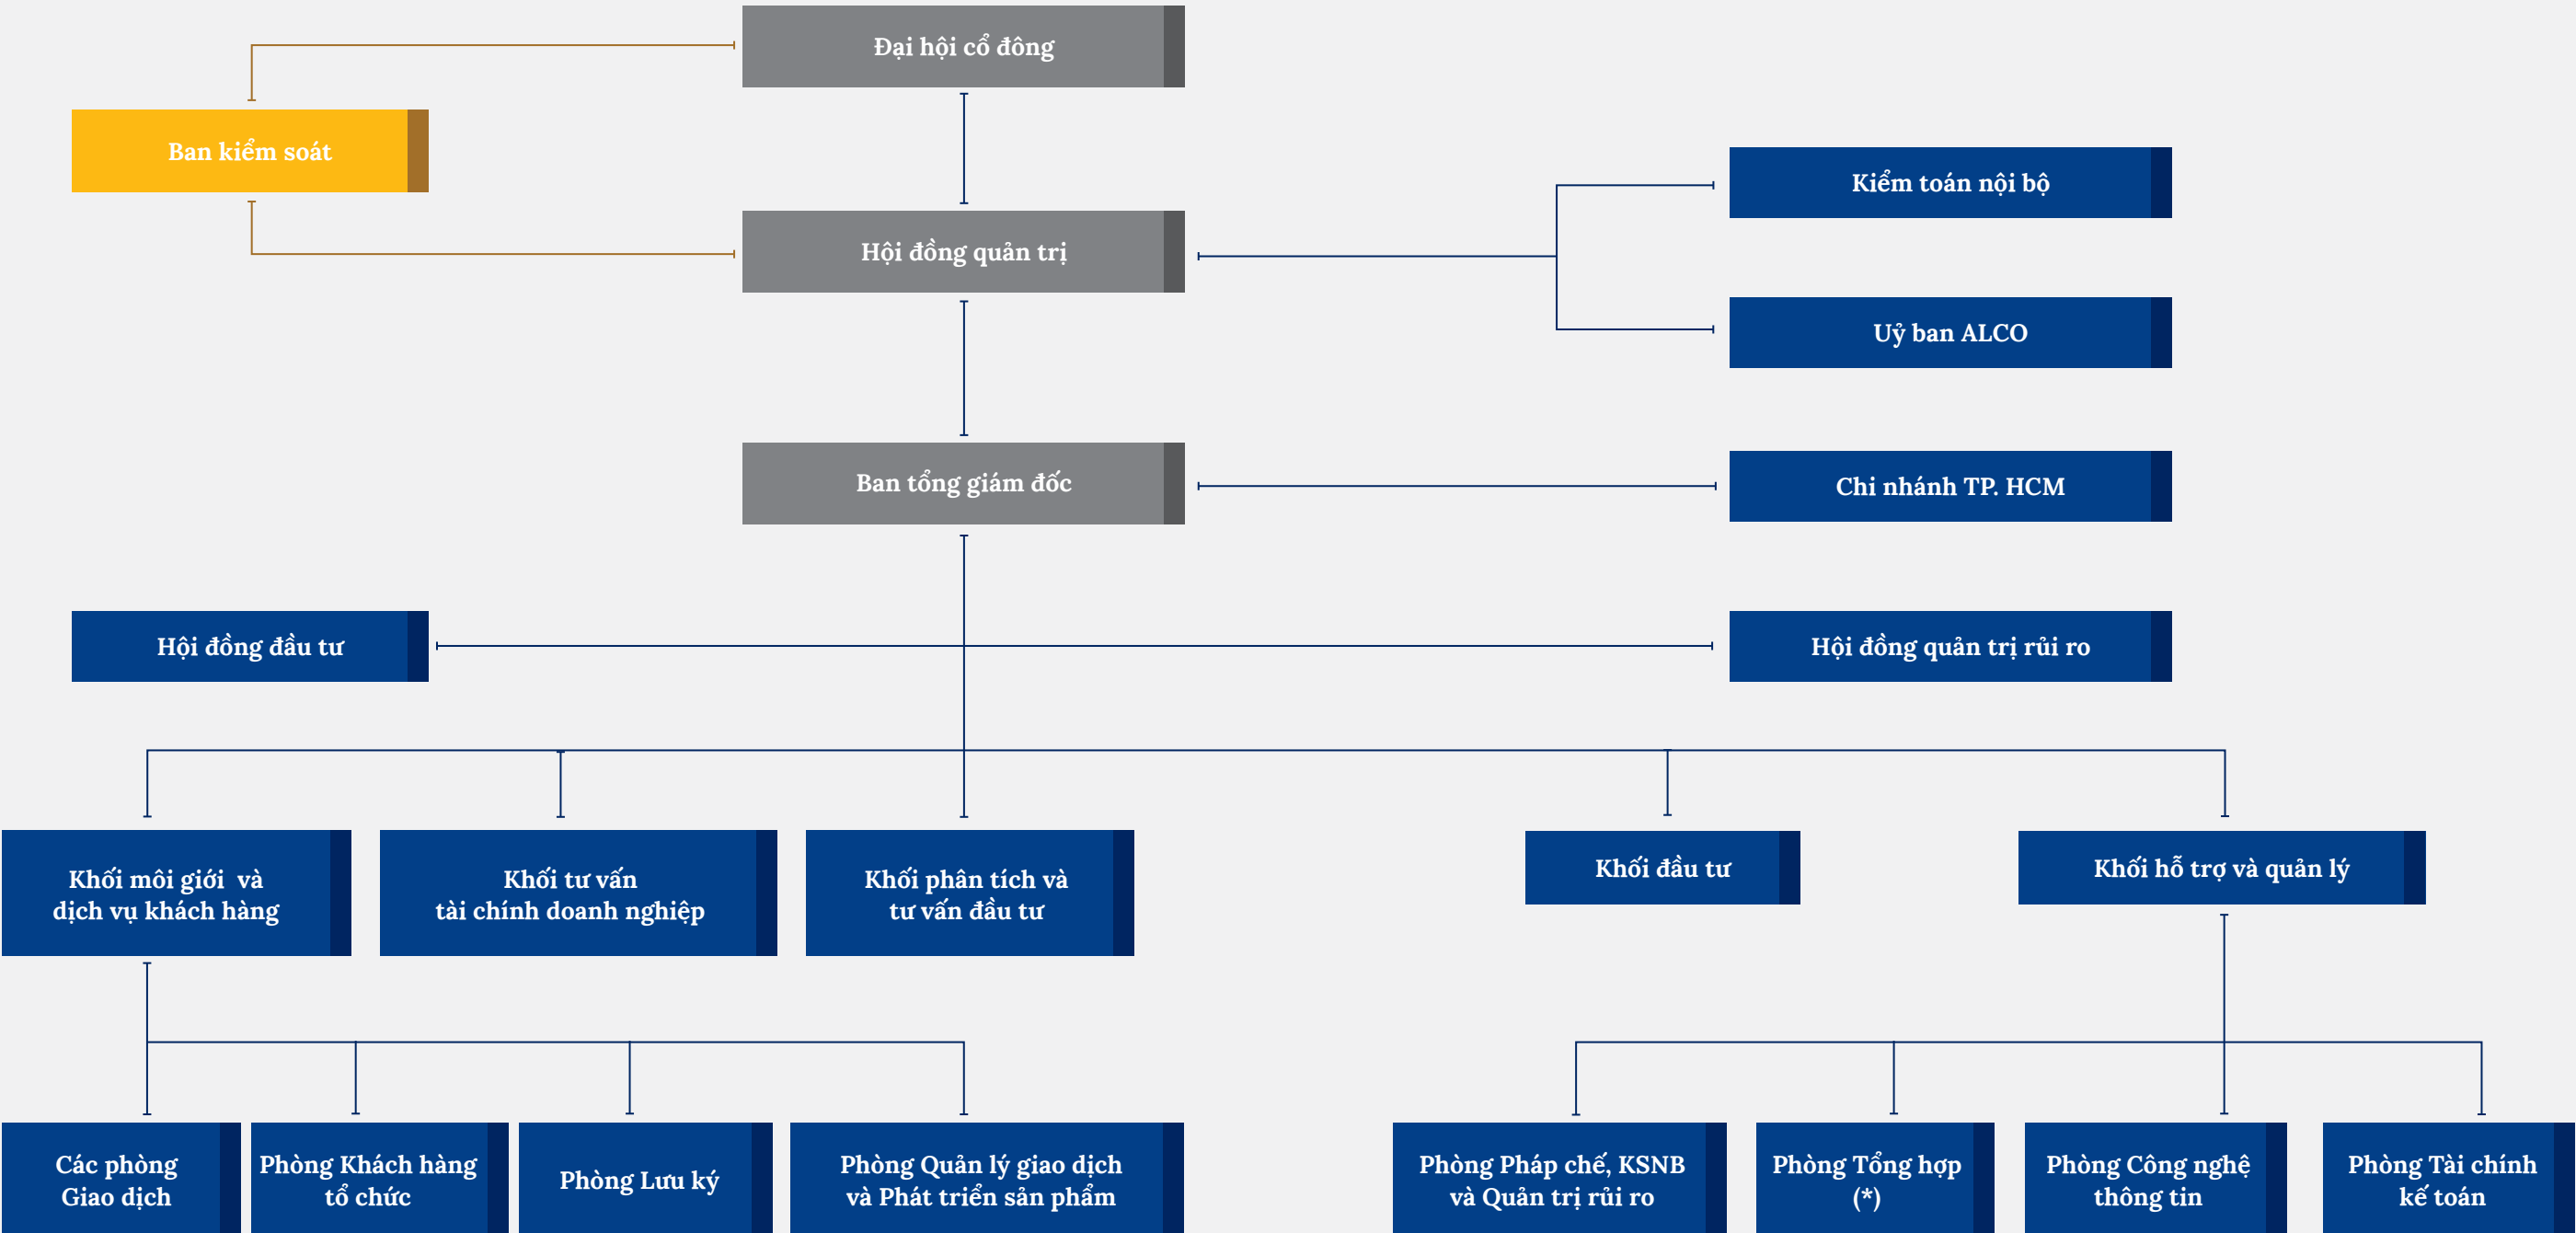 Đại hội cổ đông
Ban kiểm soát
Kiểm toán nội bộ
Hội đồng quản trị
Uỷ ban ALCO
Ban tổng giám đốc
Chi nhánh TP. HCM
Hội đồng đầu tư
Hội đồng quản trị rủi ro
Khối môi giới và
dịch vụ khách hàng
Khối tư vấn
tài chính doanh nghiệp
Khối phân tích và
tư vấn đầu tư
Khối đầu tư
Khối hỗ trợ và quản lý
Các phòng
Giao dịch
Phòng Khách hàng
tổ chức
Phòng Lưu ký
Phòng Quản lý giao dịch
và Phát triển sản phẩm
Phòng Pháp chế, KSNB
và Quản trị rủi ro
Phòng Tổng hợp
(*)
Phòng Công nghệ
thông tin
Phòng Tài chính
kế toán